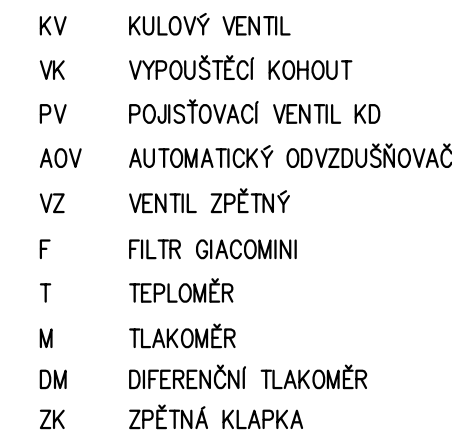 KV KULOVÝ VENTIL
VK VYPOUŠTĚCÍ KOHOUT
PV POJISŤOVACÍ VENTIL KD
AOV AUTOMATICKÝ ODVZDUŠŇOVAČ
VZ VENTIL ZPĚTNÝ
F FILTR GIACOMINI
T TEPLOMĚR
M TLAKOMĚR
DM DIFERENČNÍ TLAKOMĚR
ZK ZPĚTNÁ KLAPKA